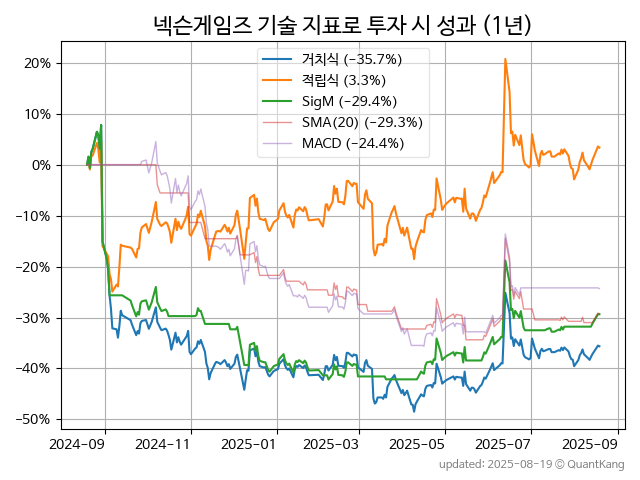 넥슨게임즈 기술 지표로 투자 시 성과 (1년)
거치식 (−35.7%)
적립식 (3.3%)
SigM (−29.4%)
SMA(20) (−29.3%)
MACD (−24.4%)
20%
10%
0%
−10%
−20%
−30%
−40%
−50%
2024-09 2024-11 2025-01 2025-03 2025-05 2025-07 2025-09
updated: 2025-08-19 © QuantKang